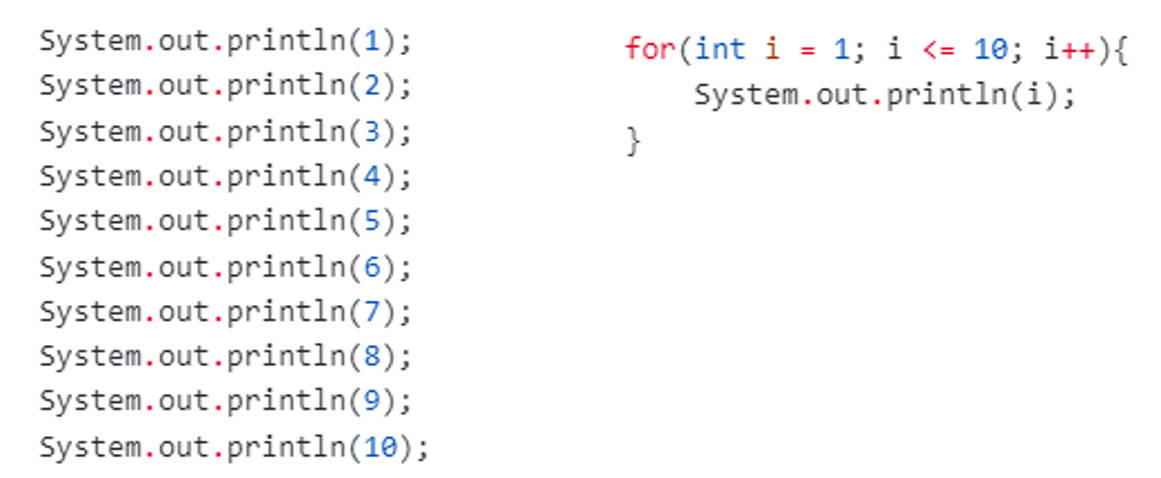 System.out.println(1);
System.out.println(2);
System.out.println(3);
System.out.println(4);
System.out.println(5);
System.out.println(6);
System.out.println(7);
System.out.println(8);
System.out.println(9);
System.out.println(10);
for(int i = 1; i <= 10; i++){
    System.out.println(i);
}